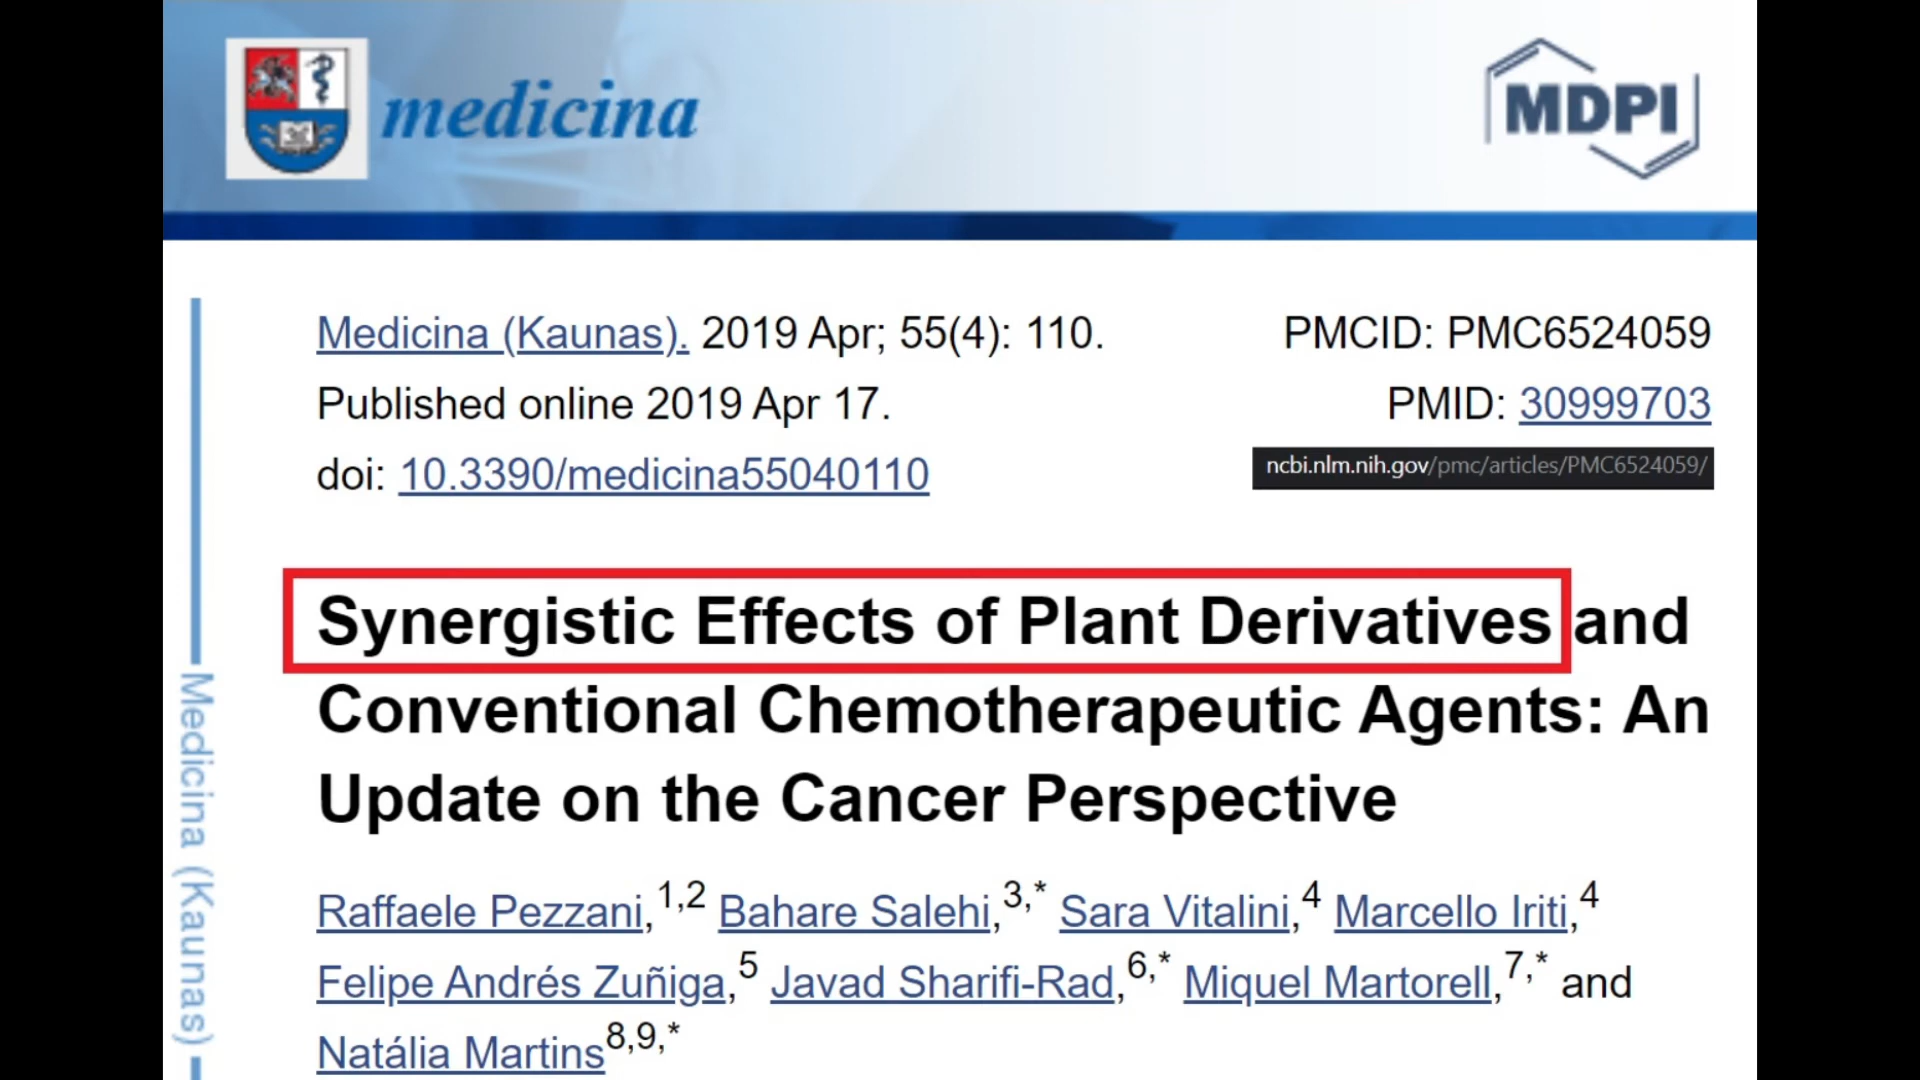 medicina
MDPI
Medicina (Kaunas). 2019 Apr; 55(4): 110.
PMCID: PMC6524059
Published online 2019 Apr 17.
PMID: 30999703
doi: 10.3390/medicina55040110
ncbi.nlm.nih.gov/pmc/articles/PMC6524059/
Synergistic Effects of Plant Derivatives and
Conventional Chemotherapeutic Agents: An
Update on the Cancer Perspective
Raffaele Pezzani,1,2 Bahare Salehi,3,* Sara Vitalini,4 Marcello Iriti,4
Felipe Andrés Zuñiga,5 Javad Sharifi-Rad,6,* Miquel Martorell,7,* and
Natália Martins8,9,*
Medicina (Kaunas)